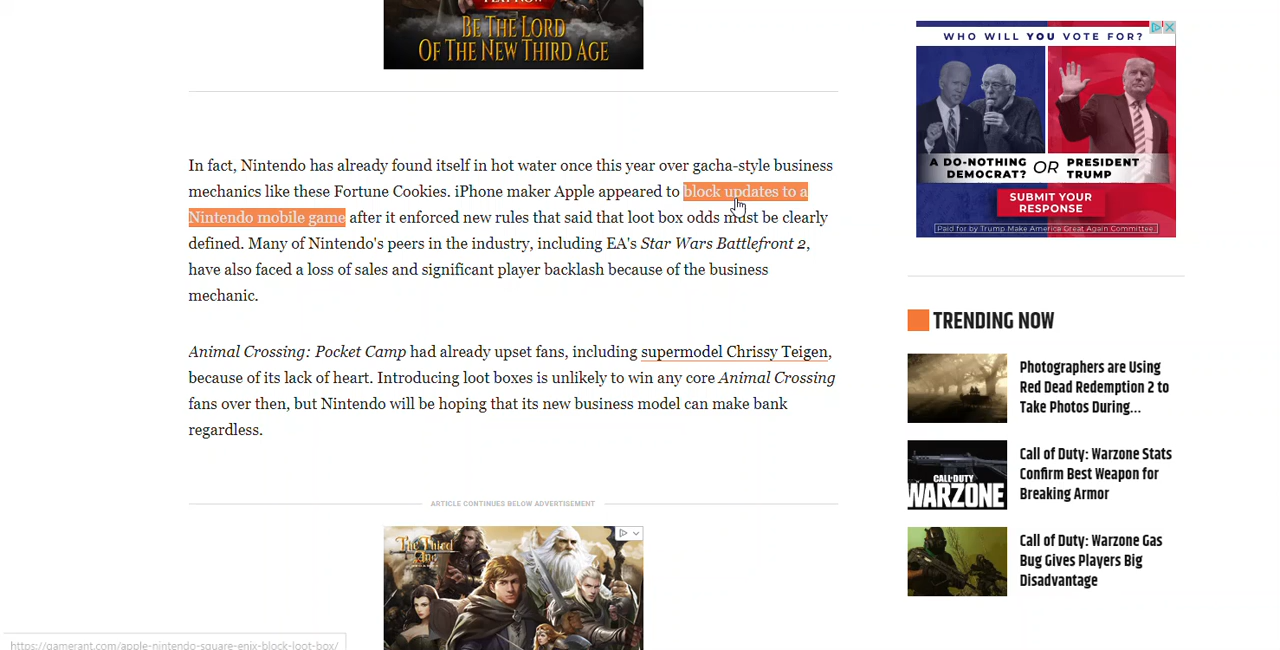 PLAY NOW
BE THE LORD
OF THE NEW THIRD AGE
WHO WILL YOU VOTE FOR?
A DO-NOTHING DEMOCRAT? OR PRESIDENT TRUMP
SUBMIT YOUR
RESPONSE
Paid for by Trump Make America Great Again Committee.
In fact, Nintendo has already found itself in hot water once this year over gacha-style business
mechanics like these Fortune Cookies. iPhone maker Apple appeared to block updates to a
Nintendo mobile game after it enforced new rules that said that loot box odds must be clearly
defined. Many of Nintendo's peers in the industry, including EA's Star Wars Battlefront 2,
have also faced a loss of sales and significant player backlash because of the business
mechanic.
Animal Crossing: Pocket Camp had already upset fans, including supermodel Chrissy Teigen,
because of its lack of heart. Introducing loot boxes is unlikely to win any core Animal Crossing
fans over then, but Nintendo will be hoping that its new business model can make bank
regardless.
ARTICLE CONTINUES BELOW ADVERTISEMENT
The Third
Age
TRENDING NOW
Photographers are Using
Red Dead Redemption 2 to
Take Photos During...
CALL OF DUTY
WARZONE
Call of Duty: Warzone Stats
Confirm Best Weapon for
Breaking Armor
Call of Duty: Warzone Gas
Bug Gives Players Big
Disadvantage
https://gamerant.com/apple-nintendo-square-enix-block-loot-box/